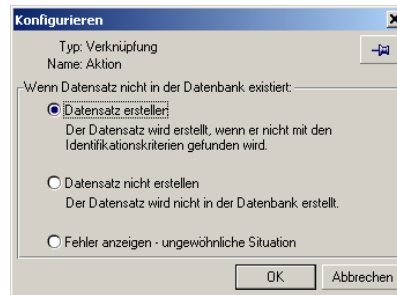 Konfigurieren
Typ: Verknüpfung
Name: Aktion
Wenn Datensatz nicht in der Datenbank existiert:
Datensatz erstellen
Der Datensatz wird erstellt, wenn er nicht mit den
Identifikationskriterien gefunden wird.
Datensatz nicht erstellen
Der Datensatz wird nicht in der Datenbank erstellt.
Fehler anzeigen - ungewöhnliche Situation
OK
Abbrechen